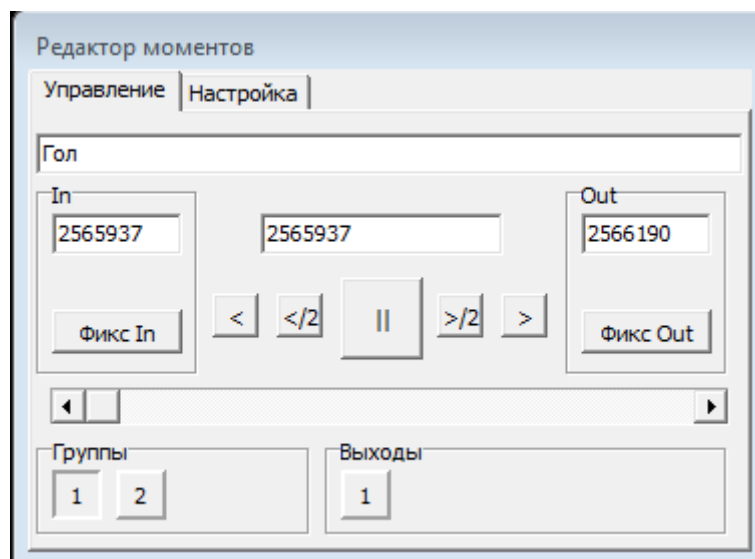 Редактор моментов
Управление Настройка
Гол
In Out
2565937 2565937 2566190
Фикс In < </2 || >/2 > Фикс Out
Группы Выходы
1 2 1